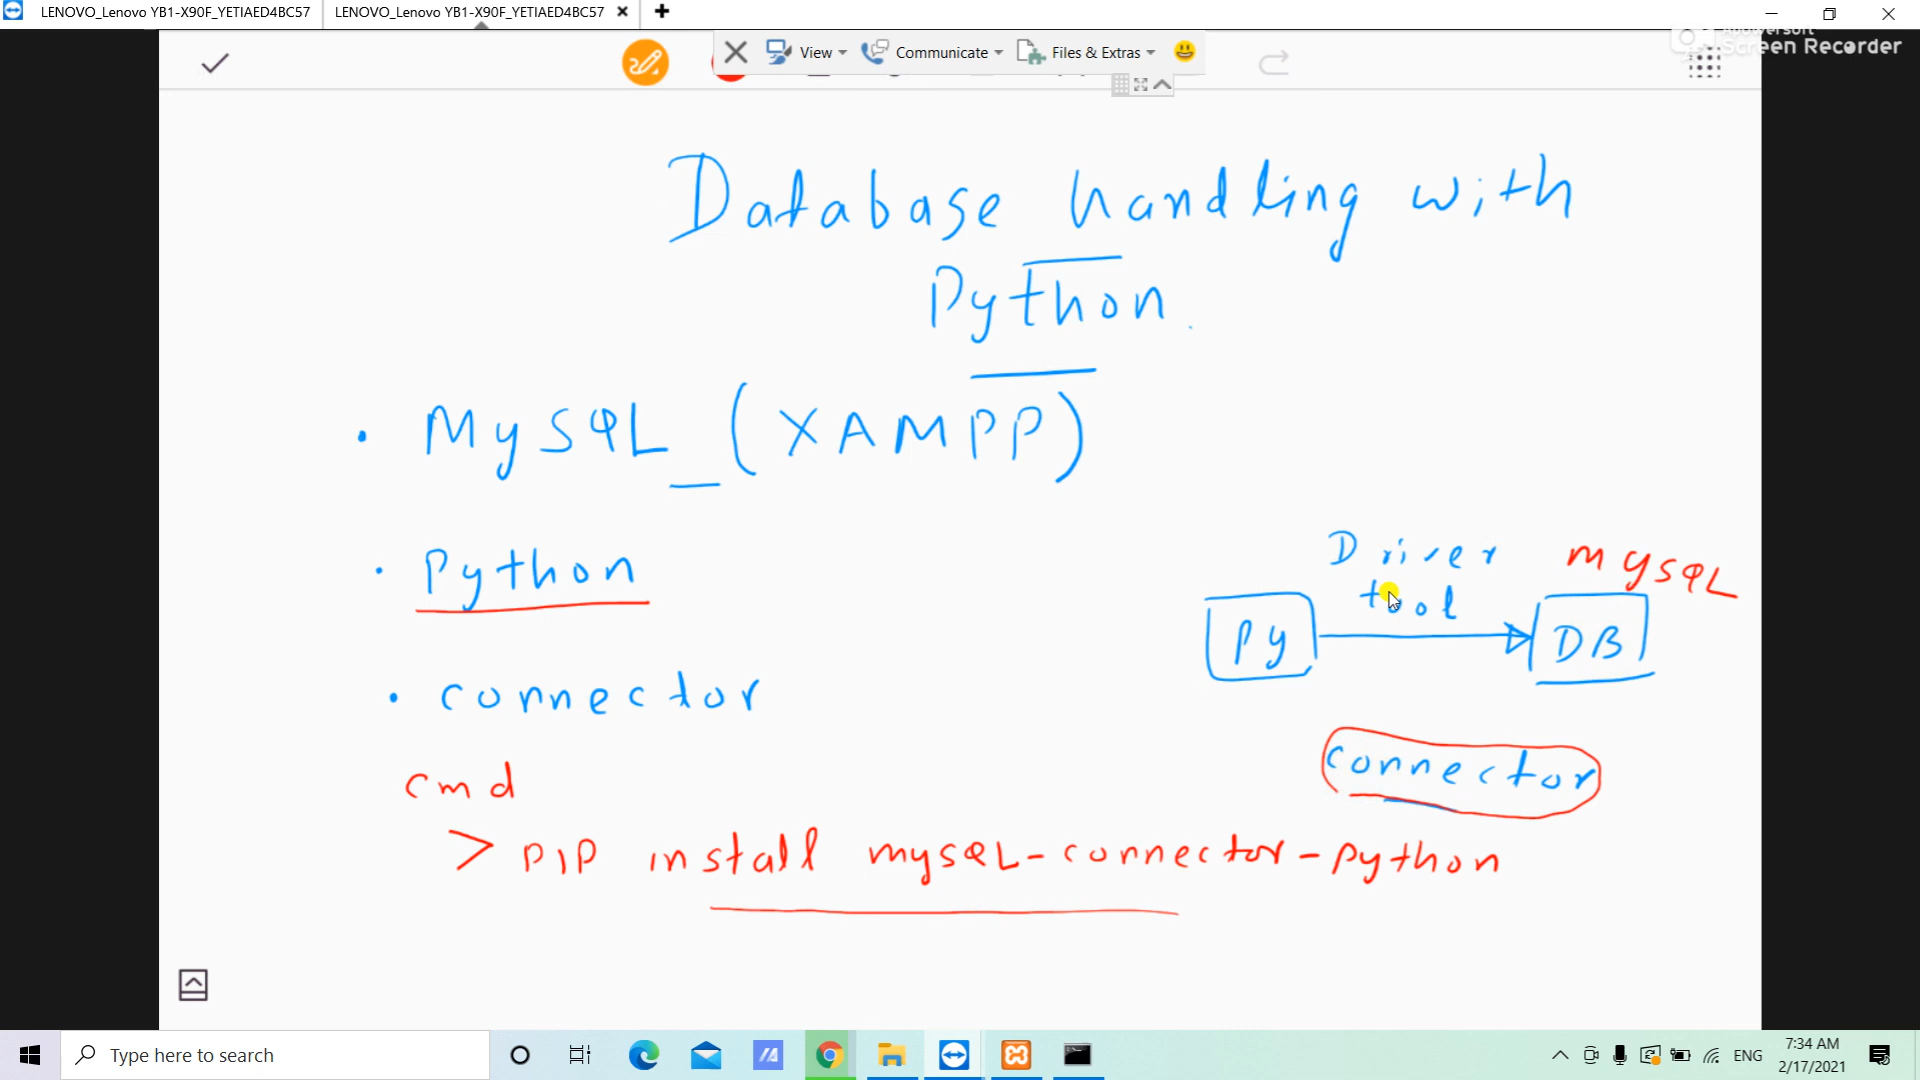 LENOVO_Lenovo YB1-X90F_YETIAED4BC57 LENOVO_Lenovo YB1-X90F_YETIAED4BC57
View Communicate Files & Extras
Screen Recorder
Database handling with
Python.
• MySQL_ (XAMPP)
• Python
Driver
tool
mySQL
Py
DB
• connector
connector
cmd
> PIP install mysQL-connector-python
Type here to search
ENG
7:34 AM
2/17/2021